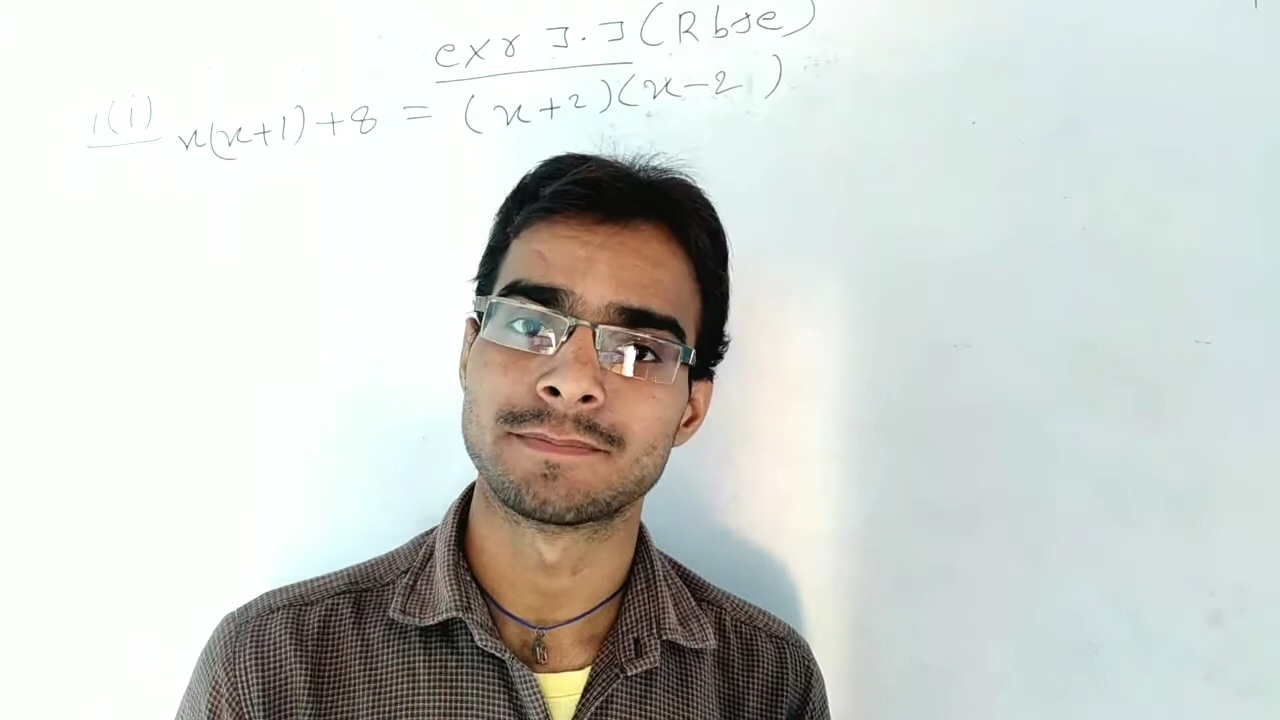 exr 3.3 (Rbse)
1(i) x(x+1)+8 = (x+2)(x-2)